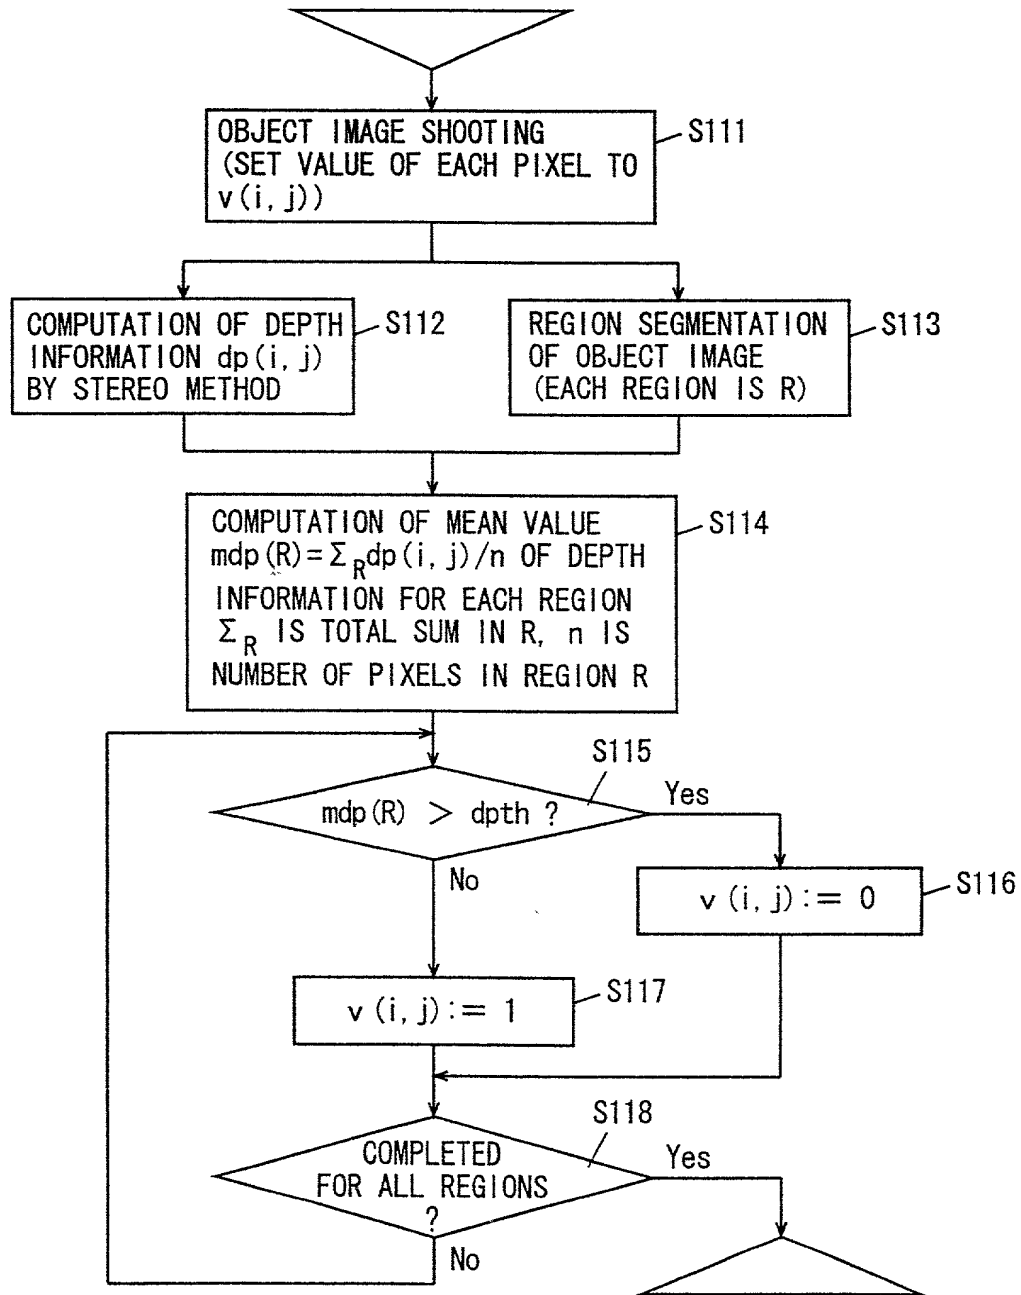 OBJECT IMAGE SHOOTING
(SET VALUE OF EACH PIXEL TO
v(i, j))
S111
COMPUTATION OF DEPTH
INFORMATION dp(i, j)
BY STEREO METHOD
S112
REGION SEGMENTATION
OF OBJECT IMAGE
(EACH REGION IS R)
S113
COMPUTATION OF MEAN VALUE
mdp(R)=Σ_R dp(i, j)/n OF DEPTH
INFORMATION FOR EACH REGION
Σ_R IS TOTAL SUM IN R, n IS
NUMBER OF PIXELS IN REGION R
S114
S115
mdp(R) > dpth ?
Yes
No
v(i, j):= 0
S116
v(i, j):= 1
S117
S118
COMPLETED
FOR ALL REGIONS
?
Yes
No